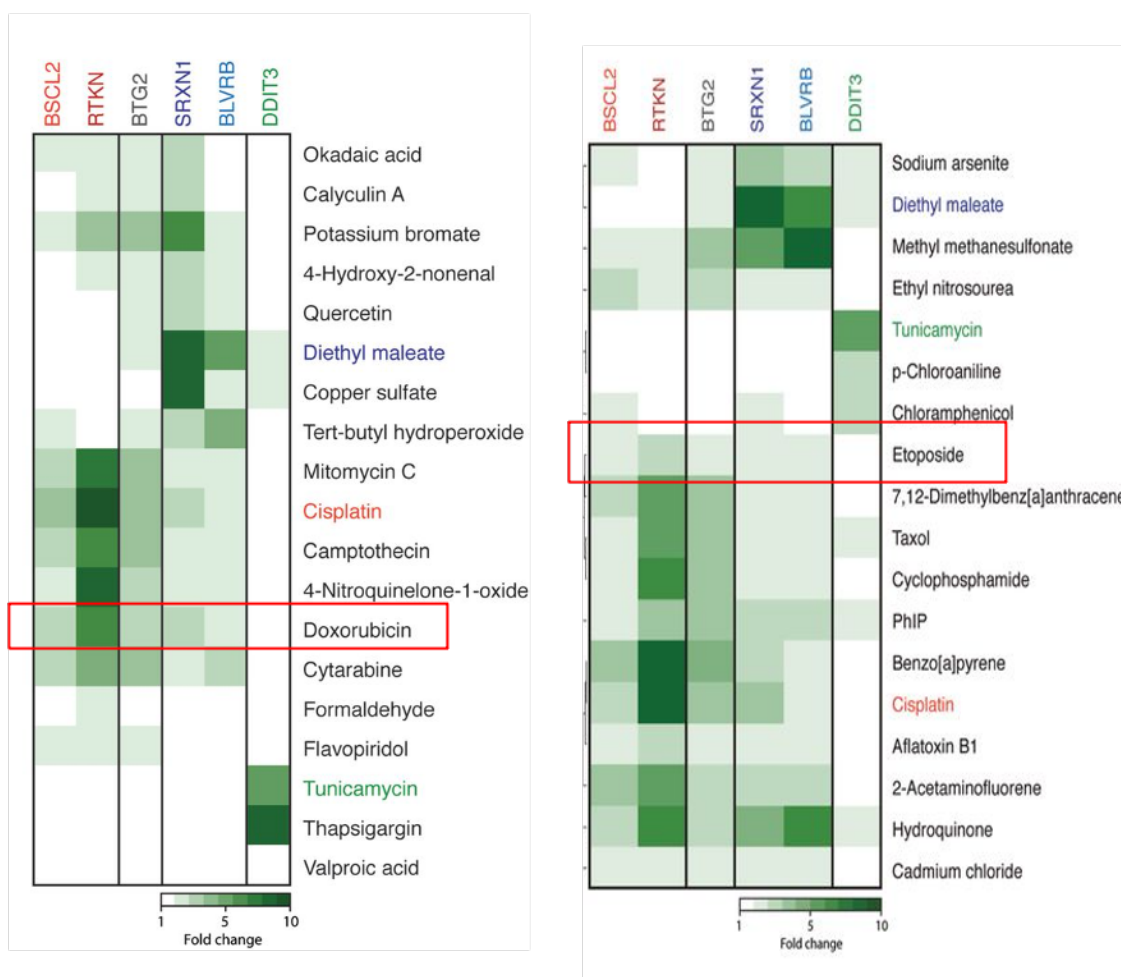 BSCL2
RTKN
BTG2
SRXN1
BLVRB
DDIT3
Okadaic acid
Calyculin A
Potassium bromate
4-Hydroxy-2-nonenal
Quercetin
Diethyl maleate
Copper sulfate
Tert-butyl hydroperoxide
Mitomycin C
Cisplatin
Camptothecin
4-Nitroquinelone-1-oxide
Doxorubicin
Cytarabine
Formaldehyde
Flavopiridol
Tunicamycin
Thapsigargin
Valproic acid
1 5 10
Fold change
BSCL2
RTKN
BTG2
SRXN1
BLVRB
DDIT3
Sodium arsenite
Diethyl maleate
Methyl methanesulfonate
Ethyl nitrosourea
Tunicamycin
p-Chloroaniline
Chloramphenicol
Etoposide
7,12-Dimethylbenz[a]anthracene
Taxol
Cyclophosphamide
PhIP
Benzo[a]pyrene
Cisplatin
Aflatoxin B1
2-Acetaminofluorene
Hydroquinone
Cadmium chloride
1 5 10
Fold change